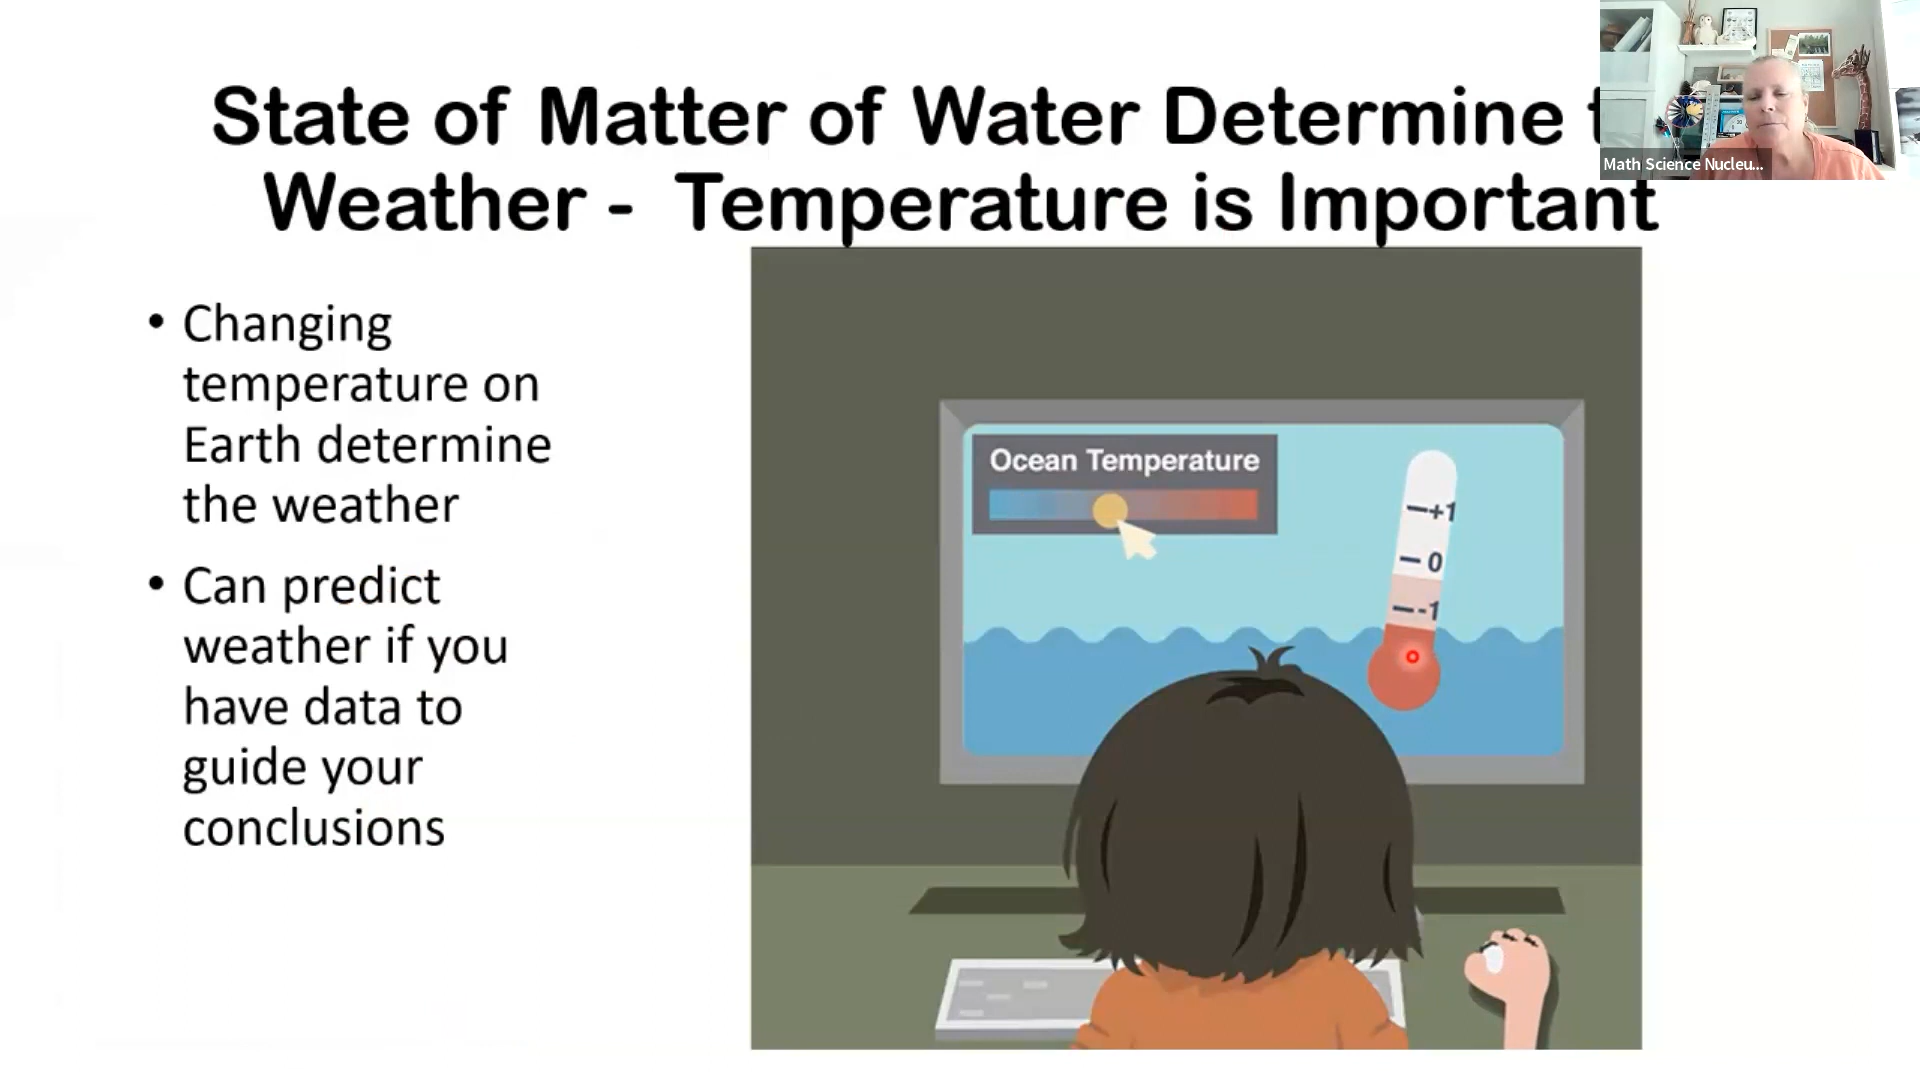 State of Matter of Water Determine
Weather - Temperature is Important
• Changing
temperature on
Earth determine
the weather
• Can predict
weather if you
have data to
guide your
conclusions
Ocean Temperature
+1
0
-1
Math Science Nucleu...